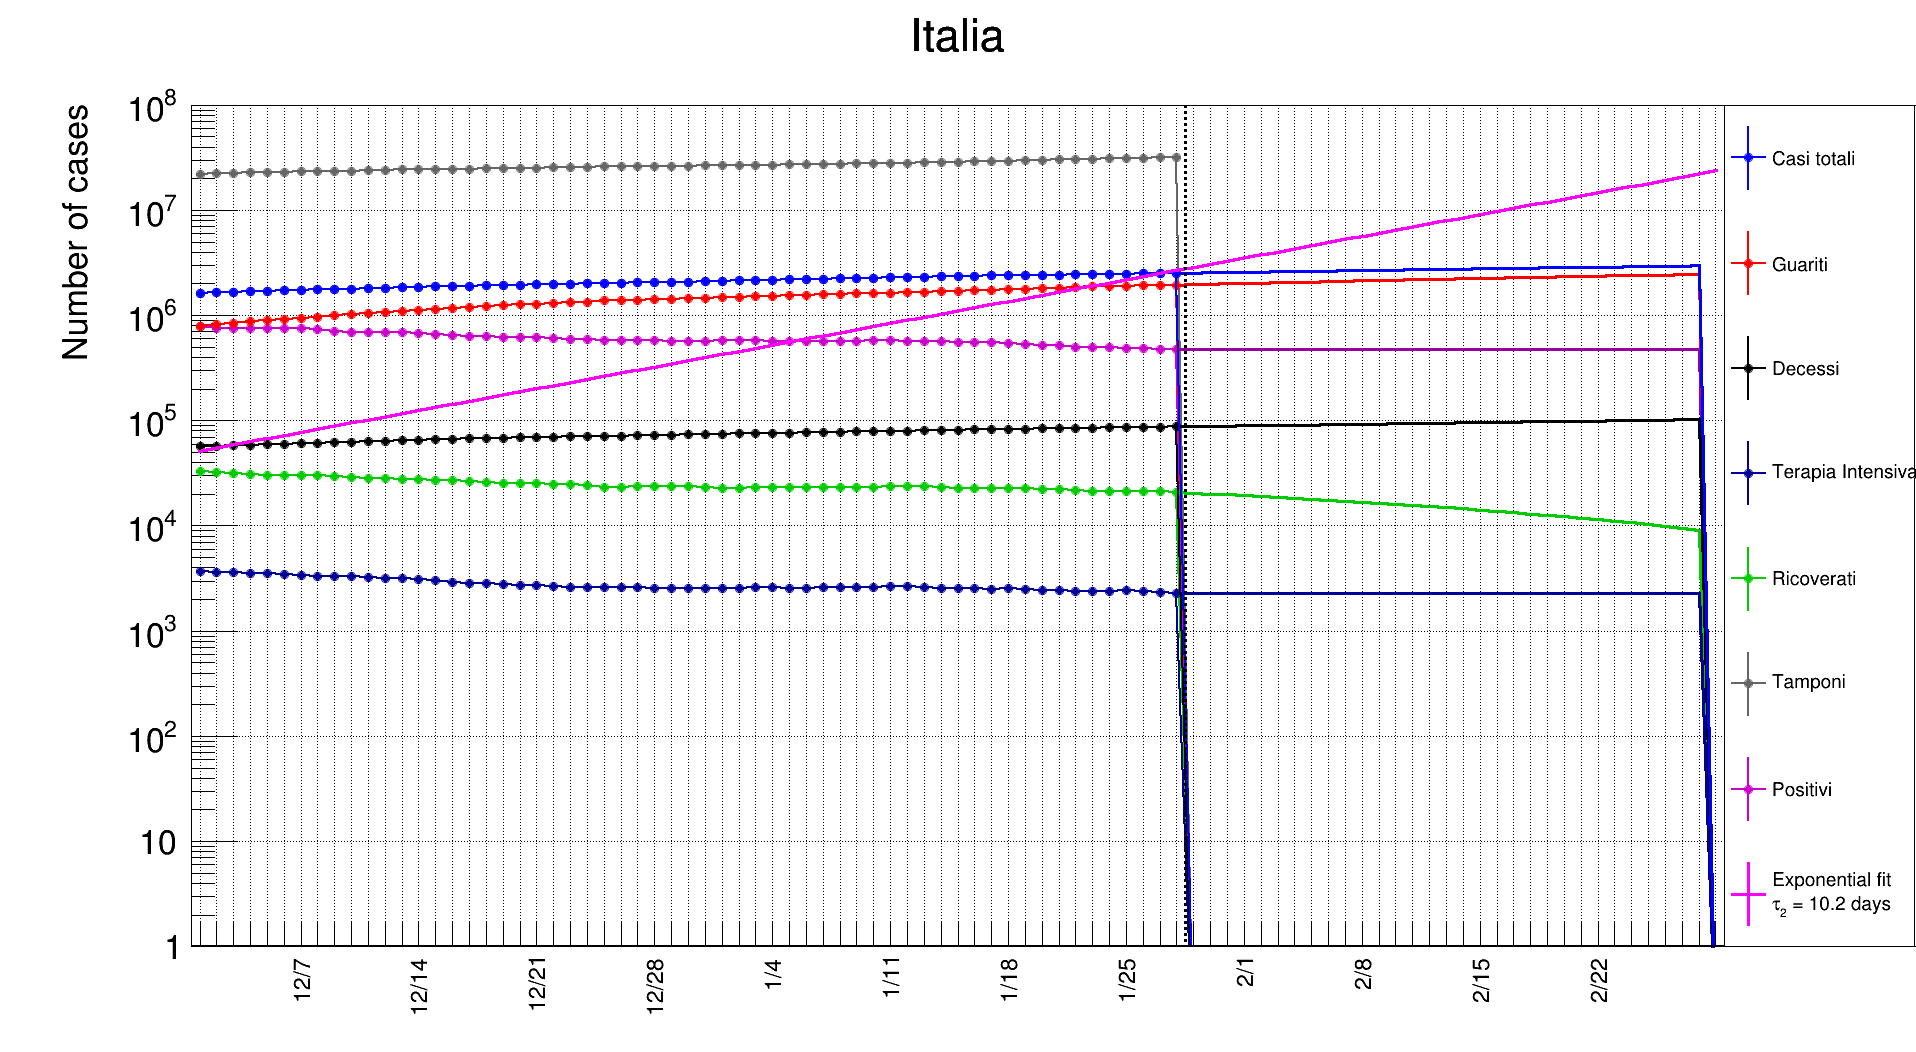 Italia
Number of cases
10^8
10^7
10^6
10^5
10^4
10^3
10^2
10
1
12/7
12/14
12/21
12/28
1/4
1/11
1/18
1/25
2/1
2/8
2/15
2/22
Casi totali
Guariti
Decessi
Terapia Intensiva
Ricoverati
Tamponi
Positivi
Exponential fit
τ_2 = 10.2 days